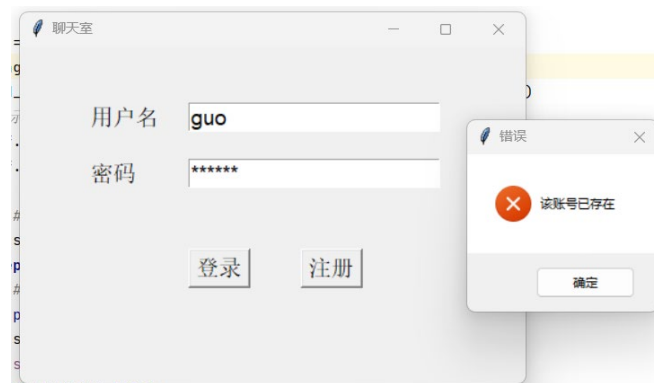 聊天室
用户名 guo
密码 ******
登录 注册
错误
该账号已存在
确定